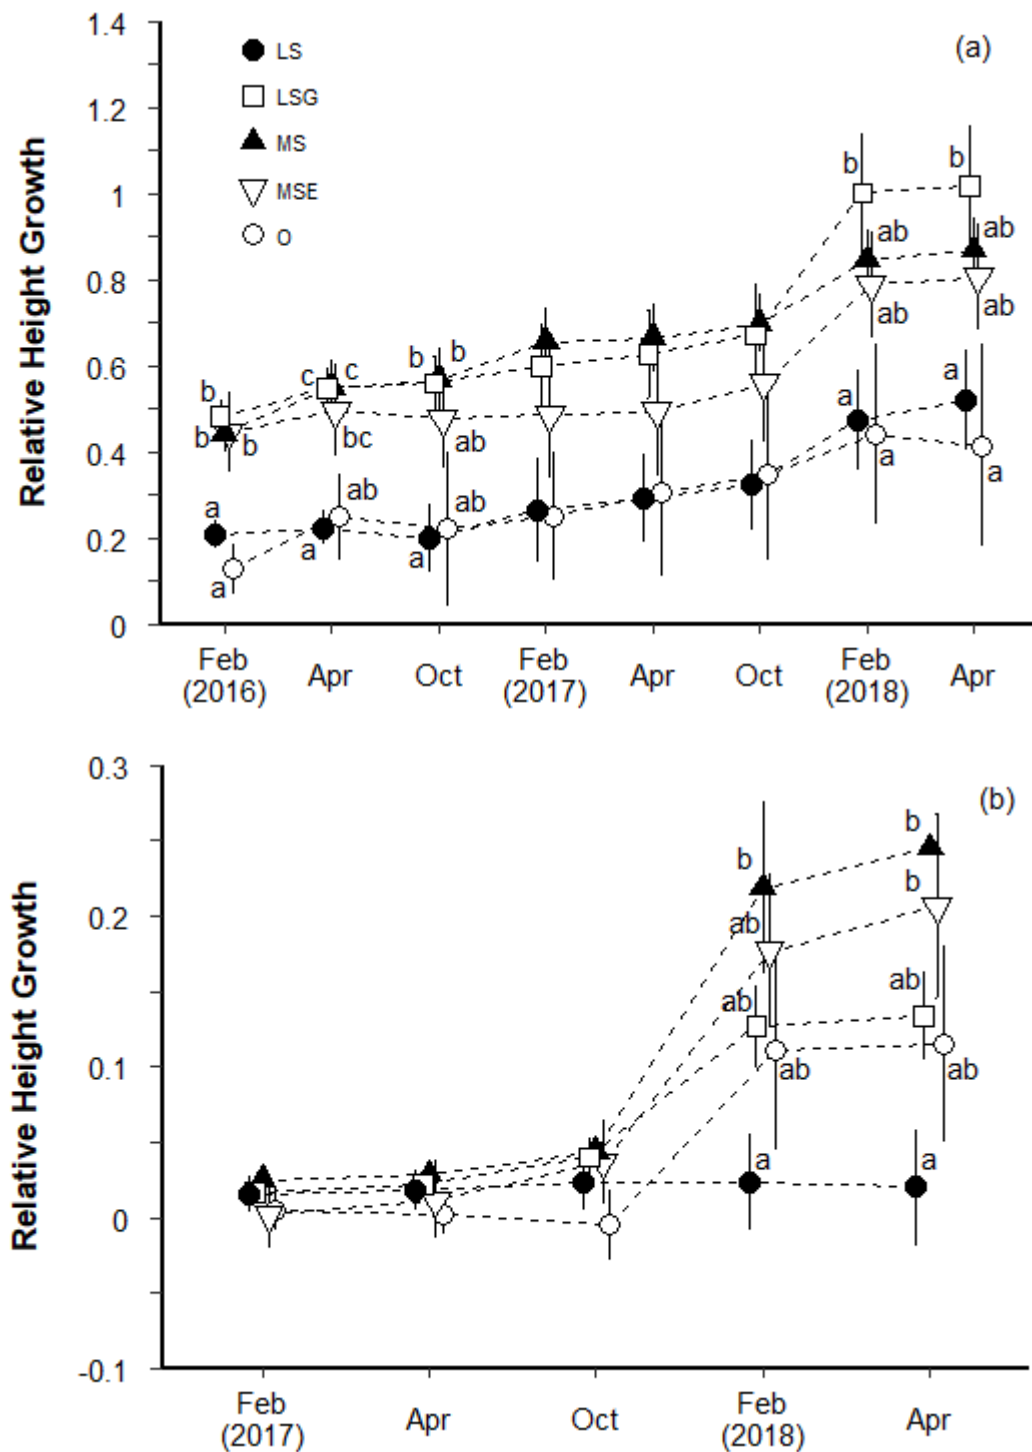 1.4
(a)
LS
1.2
LSG
MS
b
b
1
MSE
ab
ab
O
0.8
ab
ab
b
b
0.6
c
c
b
a
a
b
b
bc
ab
0.4
a
a
ab
ab
a
0.2
a
a
a
0
Relative Height Growth
Feb
(2016)
Apr
Oct
Feb
(2017)
Apr
Oct
Feb
(2018)
Apr
0.3
(b)
b
b
b
0.2
ab
ab
ab
0.1
ab
ab
a
a
0
-0.1
Relative Height Growth
Feb
(2017)
Apr
Oct
Feb
(2018)
Apr